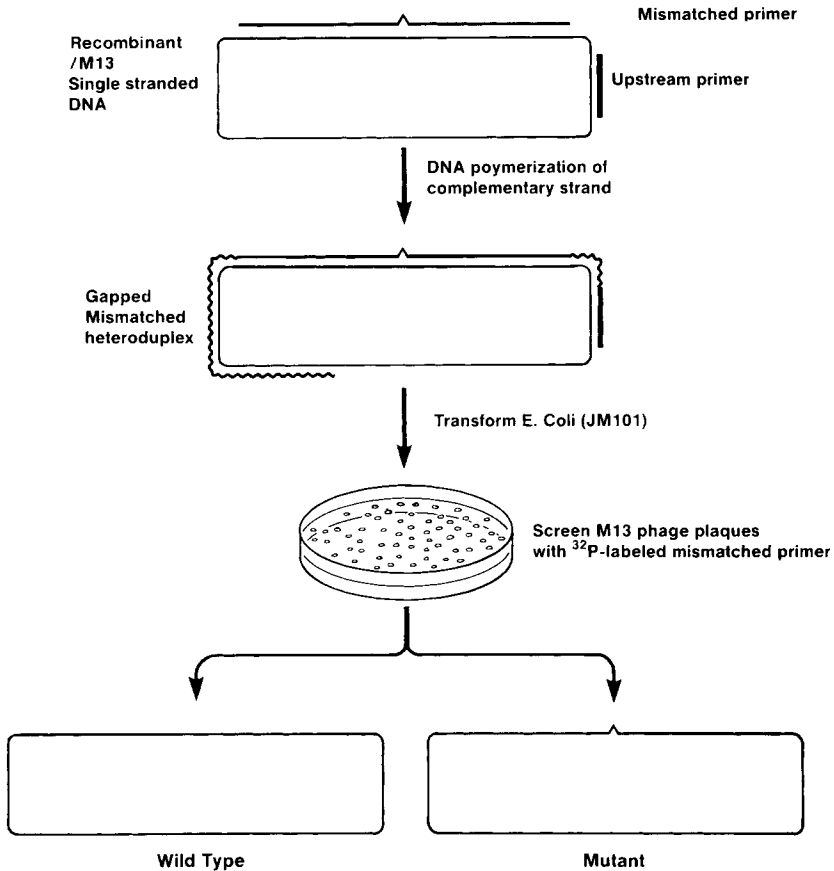 Mismatched primer
Recombinant
/M13
Single stranded
DNA
Upstream primer
DNA poymerization of
complementary strand
Gapped
Mismatched
heteroduplex
Transform E. Coli (JM101)
Screen M13 phage plaques
with ³²P-labeled mismatched primer
Wild Type
Mutant